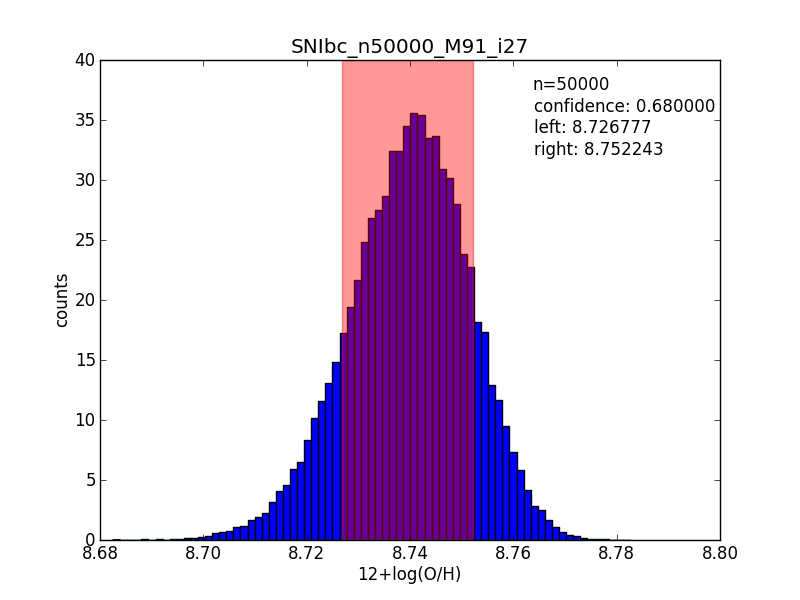 SNIbc_n50000_M91_i27
n=50000
confidence: 0.680000
left: 8.726777
right: 8.752243
40
35
30
25
20
15
10
5
0
counts
8.68 8.70 8.72 8.74 8.76 8.78 8.80
12+log(O/H)